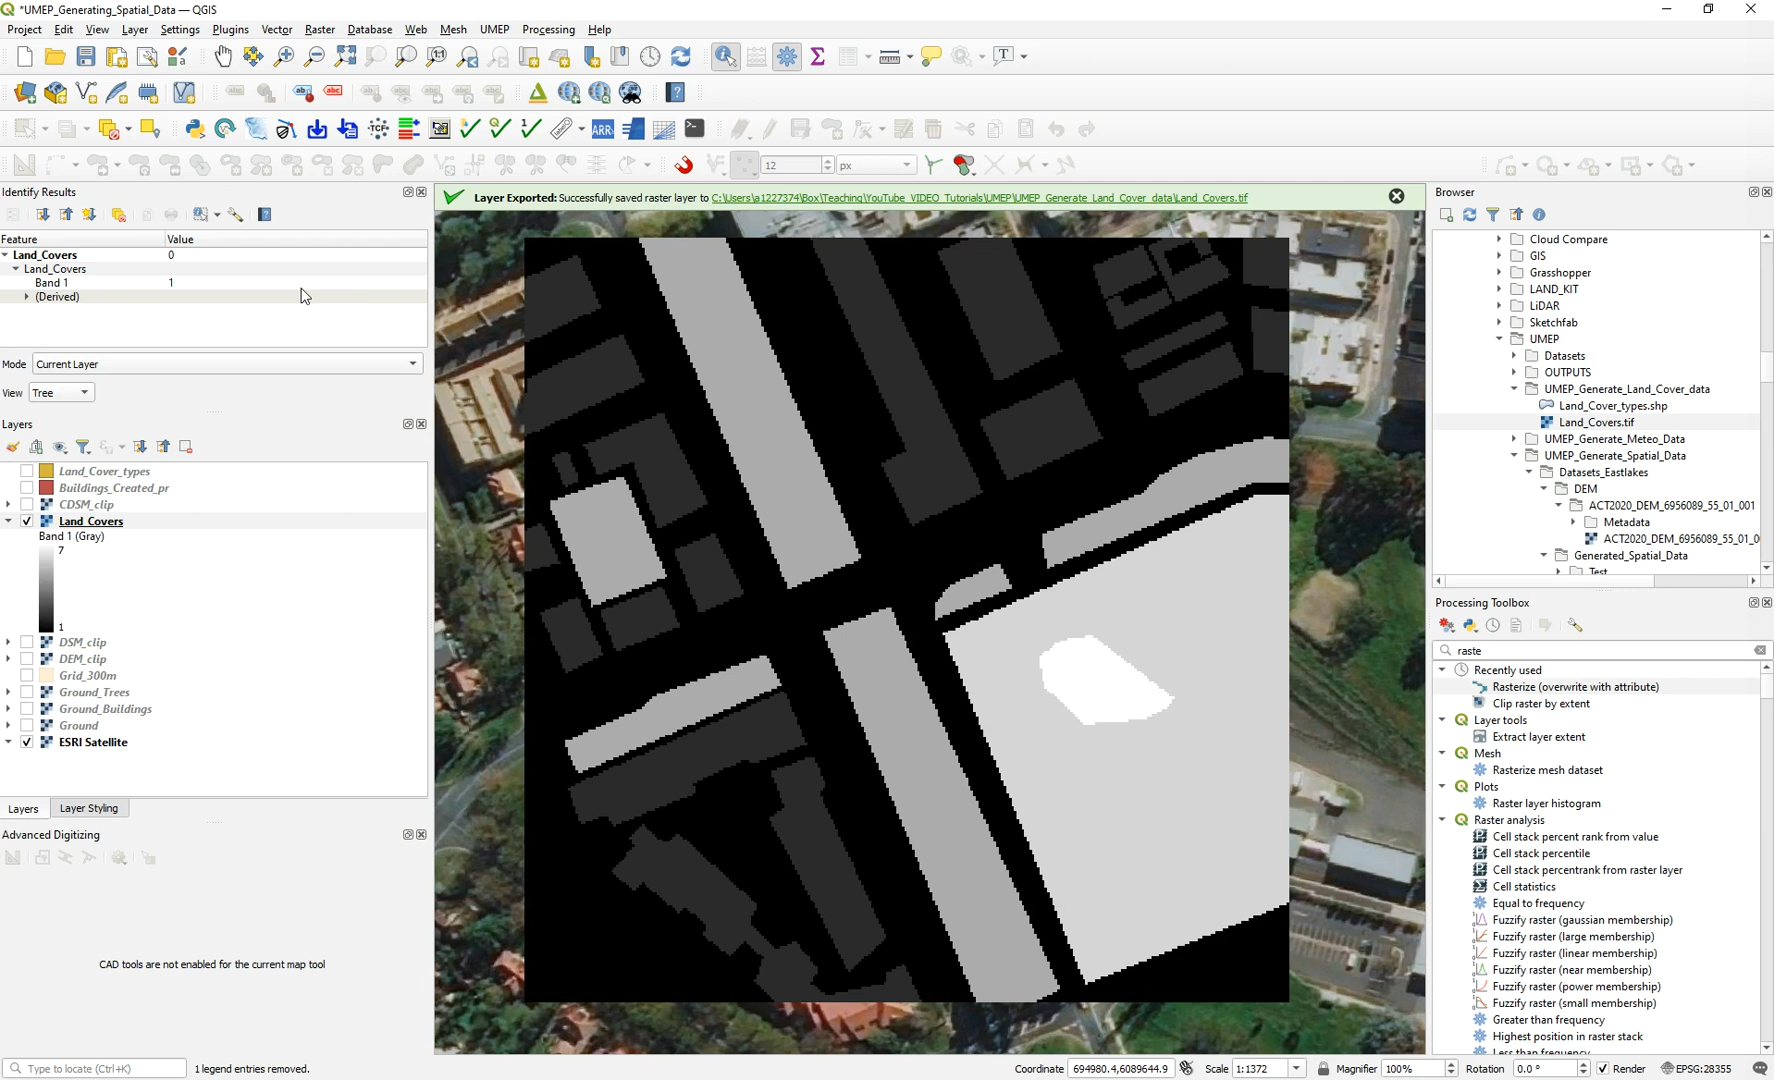 *UMEP_Generating_Spatial_Data — QGIS
Project Edit View Layer Settings Plugins Vector Raster Database Web Mesh UMEP Processing Help
12 px
Identify Results
Feature Value
Land_Covers 0
Land_Covers
Band 1 1
(Derived)
Mode Current Layer
View Tree
Layers
Land_Cover_types
Buildings_Created_pr
CDSM_clip
Land_Covers
Band 1 (Gray)
7
1
DSM_clip
DEM_clip
Grid_300m
Ground_Trees
Ground_Buildings
Ground
ESRI Satellite
Layers Layer Styling
Advanced Digitizing
CAD tools are not enabled for the current map tool
Layer Exported: Successfully saved raster layer to C:\Users\a1227374\Box\Teaching\YouTube_VIDEO_Tutorials\UMEP\UMEP_Generate_Land_Cover_data\Land_Covers.tif
Browser
Cloud Compare
GIS
Grasshopper
LAND_KIT
LiDAR
Sketchfab
UMEP
Datasets
OUTPUTS
UMEP_Generate_Land_Cover_data
Land_Cover_types.shp
Land_Covers.tif
UMEP_Generate_Meteo_Data
UMEP_Generate_Spatial_Data
Datasets_Eastlakes
DEM
ACT2020_DEM_6956089_55_01_001
Metadata
ACT2020_DEM_6956089_55_01_0
Generated_Spatial_Data
Test
Processing Toolbox
raste
Recently used
Rasterize (overwrite with attribute)
Clip raster by extent
Layer tools
Extract layer extent
Mesh
Rasterize mesh dataset
Plots
Raster layer histogram
Raster analysis
Cell stack percent rank from value
Cell stack percentile
Cell stack percentrank from raster layer
Cell statistics
Equal to frequency
Fuzzify raster (gaussian membership)
Fuzzify raster (large membership)
Fuzzify raster (linear membership)
Fuzzify raster (near membership)
Fuzzify raster (power membership)
Fuzzify raster (small membership)
Greater than frequency
Highest position in raster stack
Less than frequency
Type to locate (Ctrl+K) 1 legend entries removed. Coordinate 694980.4,6089644.9 Scale 1:1372 Magnifier 100% Rotation 0.0 ° Render EPSG:28355